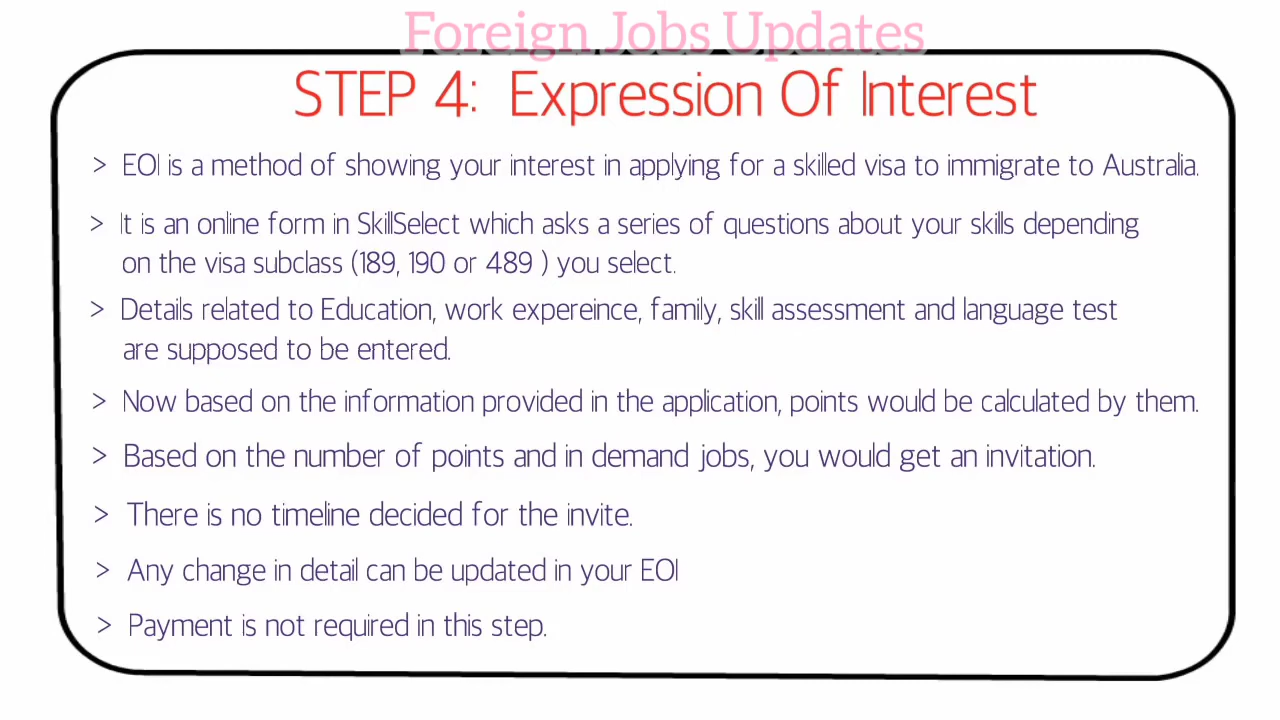 Foreign Jobs Updates
STEP 4: Expression Of Interest
> EOI is a method of showing your interest in applying for a skilled visa to immigrate to Australia.
> It is an online form in SkillSelect which asks a series of questions about your skills depending
on the visa subclass (189, 190 or 489 ) you select.
> Details related to Education, work expereince, family, skill assessment and language test
are supposed to be entered.
> Now based on the information provided in the application, points would be calculated by them.
> Based on the number of points and in demand jobs, you would get an invitation.
> There is no timeline decided for the invite.
> Any change in detail can be updated in your EOI
> Payment is not required in this step.